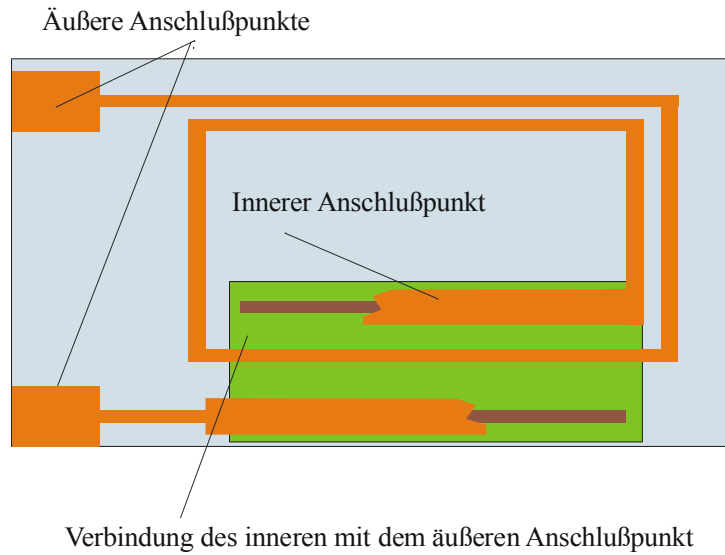 Äußere Anschlußpunkte
Innerer Anschlußpunkt
Verbindung des inneren mit dem äußeren Anschlußpunkt